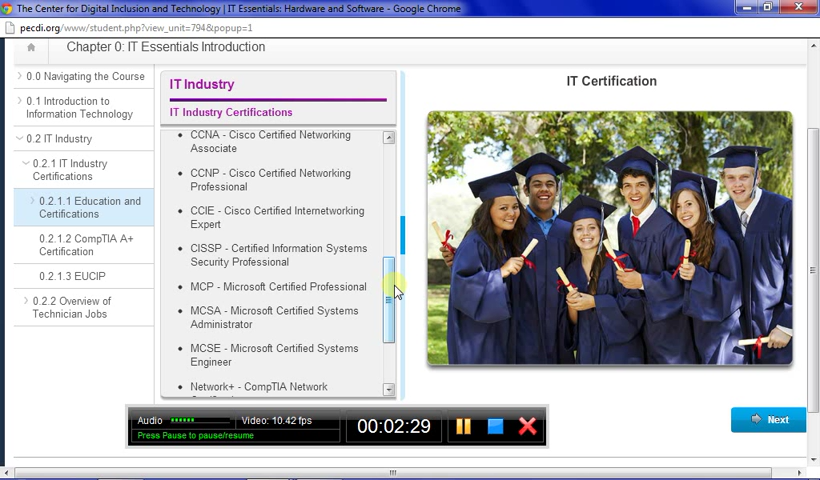 The Center for Digital Inclusion and Technology | IT Essentials: Hardware and Software - Google Chrome
pecdi.org/www/student.php?view_unit=794&popup=1
Chapter 0: IT Essentials Introduction
0.0 Navigating the Course
0.1 Introduction to
Information Technology
0.2 IT Industry
0.2.1 IT Industry
Certifications
0.2.1.1 Education and
Certifications
0.2.1.2 CompTIA A+
Certification
0.2.1.3 EUCIP
0.2.2 Overview of
Technician Jobs
IT Industry
IT Industry Certifications
CCNA - Cisco Certified Networking
Associate
CCNP - Cisco Certified Networking
Professional
CCIE - Cisco Certified Internetworking
Expert
CISSP - Certified Information Systems
Security Professional
MCP - Microsoft Certified Professional
MCSA - Microsoft Certified Systems
Administrator
MCSE - Microsoft Certified Systems
Engineer
Network+ - CompTIA Network
IT Certification
Next
Audio
Video: 10.42 fps
Press Pause to pause/resume
00:02:29